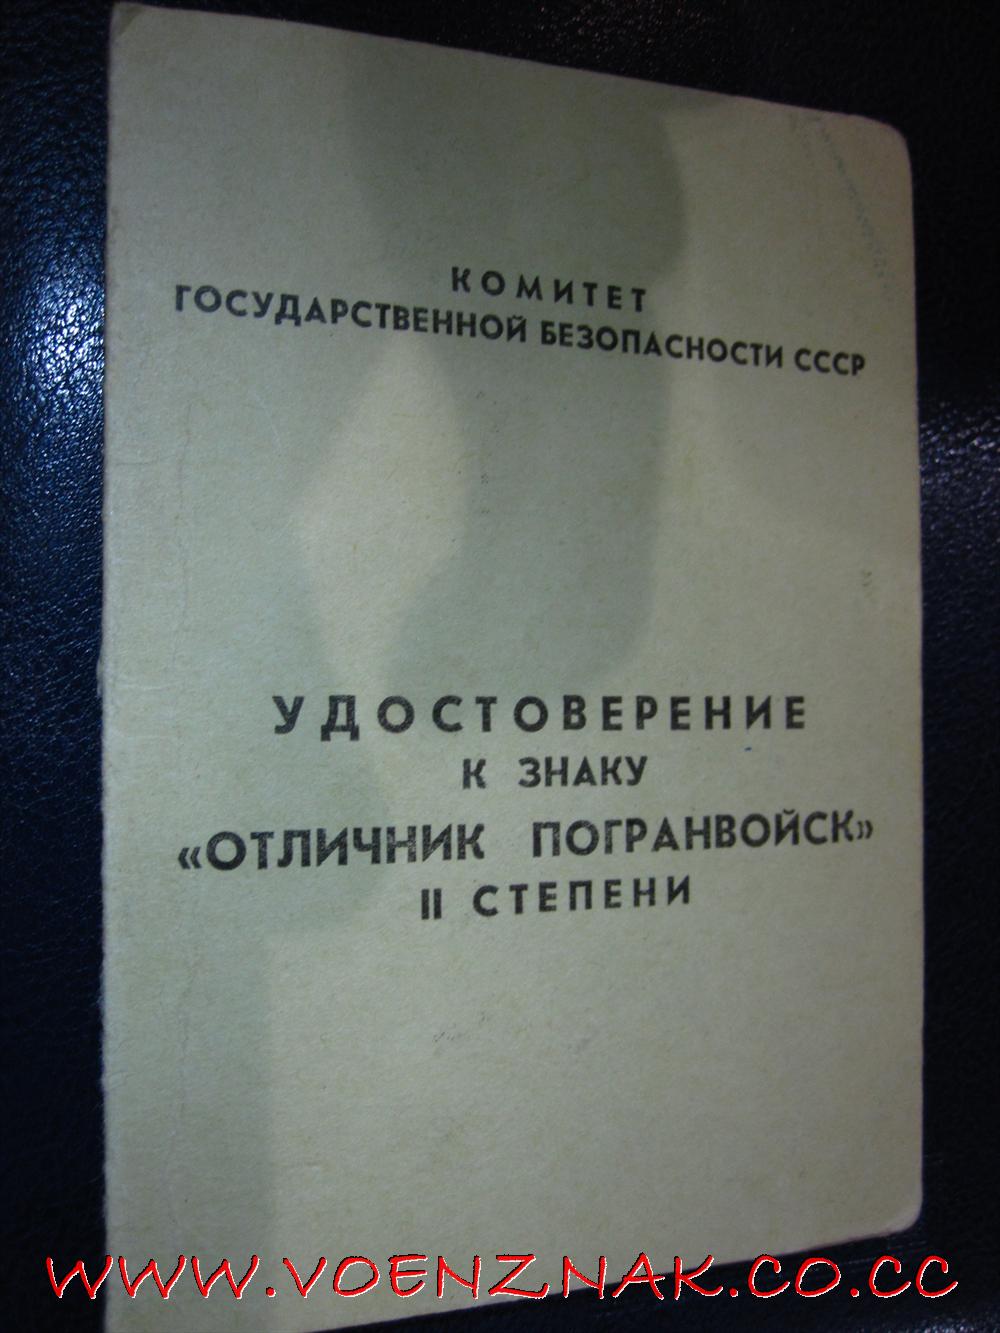 КОМИТЕТ
ГОСУДАРСТВЕННОЙ БЕЗОПАСНОСТИ СССР
УДОСТОВЕРЕНИЕ
К ЗНАКУ
«ОТЛИЧНИК ПОГРАНВОЙСК»
II СТЕПЕНИ
WWW.VOENZNAK.CO.CC